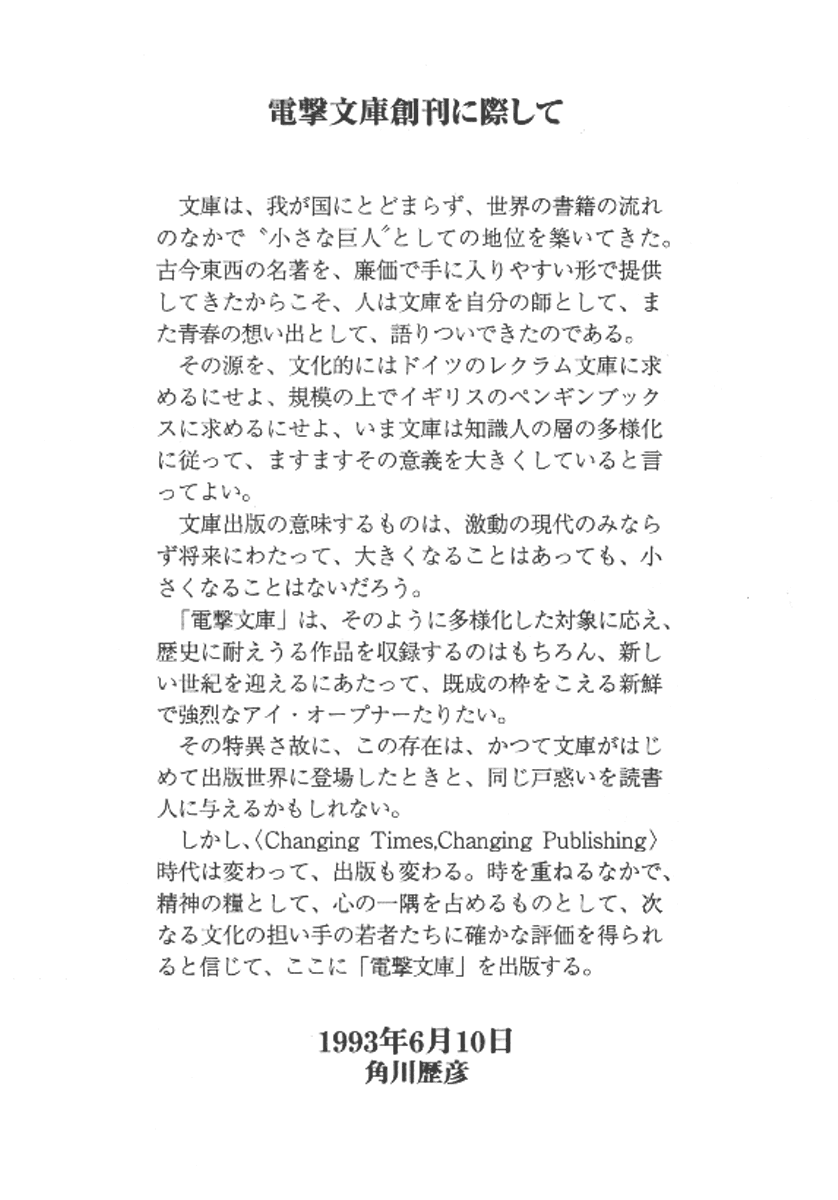 電撃文庫創刊に際して
文庫は、我が国にとどまらず、世界の書籍の流れ
のなかで〝小さな巨人〟としての地位を築いてきた。
古今東西の名著を、廉価で手に入りやすい形で提供
してきたからこそ、人は文庫を自分の師として、ま
た青春の想い出として、語りついできたのである。
その源を、文化的にはドイツのレクラム文庫に求
めるにせよ、規模の上でイギリスのペンギンブック
スに求めるにせよ、いま文庫は知識人の層の多様化
に従って、ますますその意義を大きくしていると言
ってよい。
文庫出版の意味するものは、激動の現代のみなら
ず将来にわたって、大きくなることはあっても、小
さくなることはないだろう。
「電撃文庫」は、そのように多様化した対象に応え、
歴史に耐えうる作品を収録するのはもちろん、新し
い世紀を迎えるにあたって、既成の枠をこえる新鮮
で強烈なアイ・オープナーたりたい。
その特異さ故に、この存在は、かつて文庫がはじ
めて出版世界に登場したときと、同じ戸惑いを読書
人に与えるかもしれない。
しかし、〈Changing Times,Changing Publishing〉
時代は変わって、出版も変わる。時を重ねるなかで、
精神の糧として、心の一隅を占めるものとして、次
なる文化の担い手の若者たちに確かな評価を得られ
ると信じて、ここに「電撃文庫」を出版する。
1993年6月10日
角川歴彦